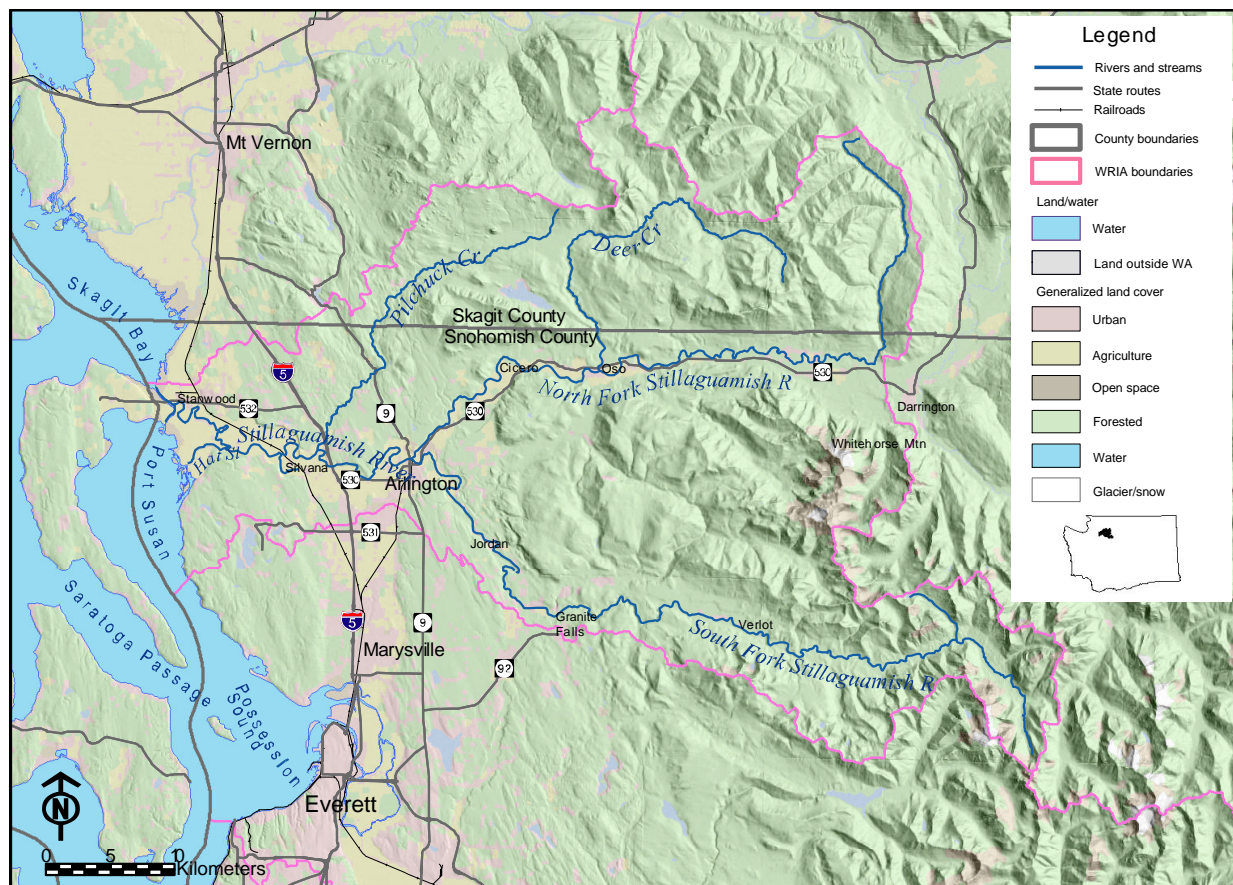 Legend
Rivers and streams
State routes
Railroads
County boundaries
WRIA boundaries
Land/water
Water
Land outside WA
Generalized land cover
Urban
Agriculture
Open space
Forested
Water
Glacier/snow
Mt Vernon
Skagit Bay
Pilchuck Cr
Deer Cr
Skagit County
Snohomish County
Cicero
Oso
North Fork Stillaguamish R
530
Darrington
5
Stanwood
532
9
530
Whitehorse Mtn
Stillaguamish River
Hat Sl
Silvana
530
Arlington
Port Susan
531
Jordan
Saratoga Passage
5
9
Granite
Falls
Verlot
South Fork Stillaguamish R
Marysville
92
Possession
Sound
Everett
N
0 5 10
Kilometers